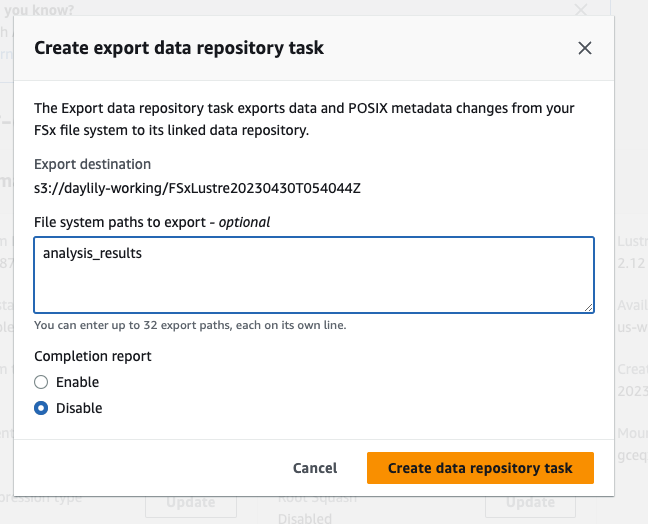 you know?
Create export data repository task
The Export data repository task exports data and POSIX metadata changes from your
FSx file system to its linked data repository.
Export destination
s3://daylily-working/FSxLustre20230430T054044Z
File system paths to export - optional
analysis_results
You can enter up to 32 export paths, each on its own line.
Completion report
Enable
Disable
Cancel
Create data repository task
Lustr
2.12
Avail
us-w
Creat
2023
Moun
gceq
pression type
Update
Root Squash
Disabled
Update